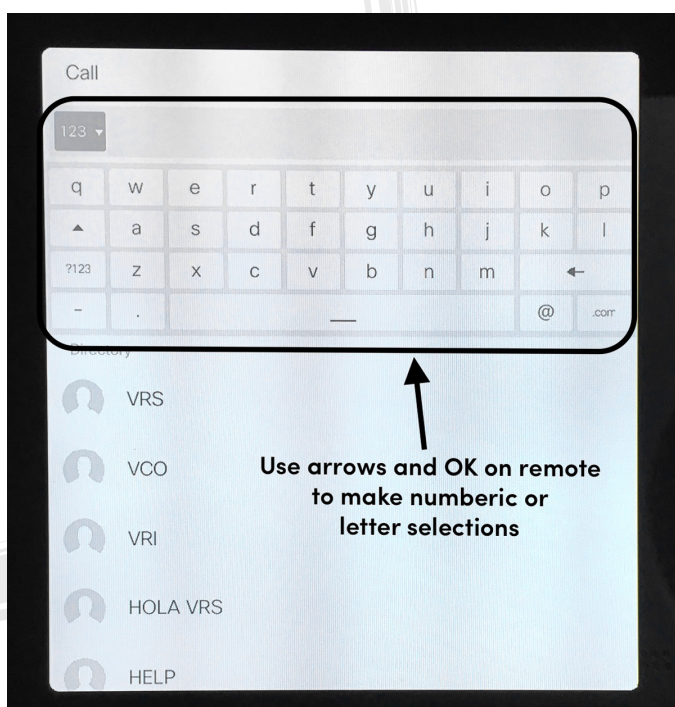 Call
123
q w e r t y u i o p
a s d f g h j k l
?123 z x c v b n m
- . @ .com
Directory
VRS
VCO
Use arrows and OK on remote
to make numberic or
letter selections
VRI
HOLA VRS
HELP